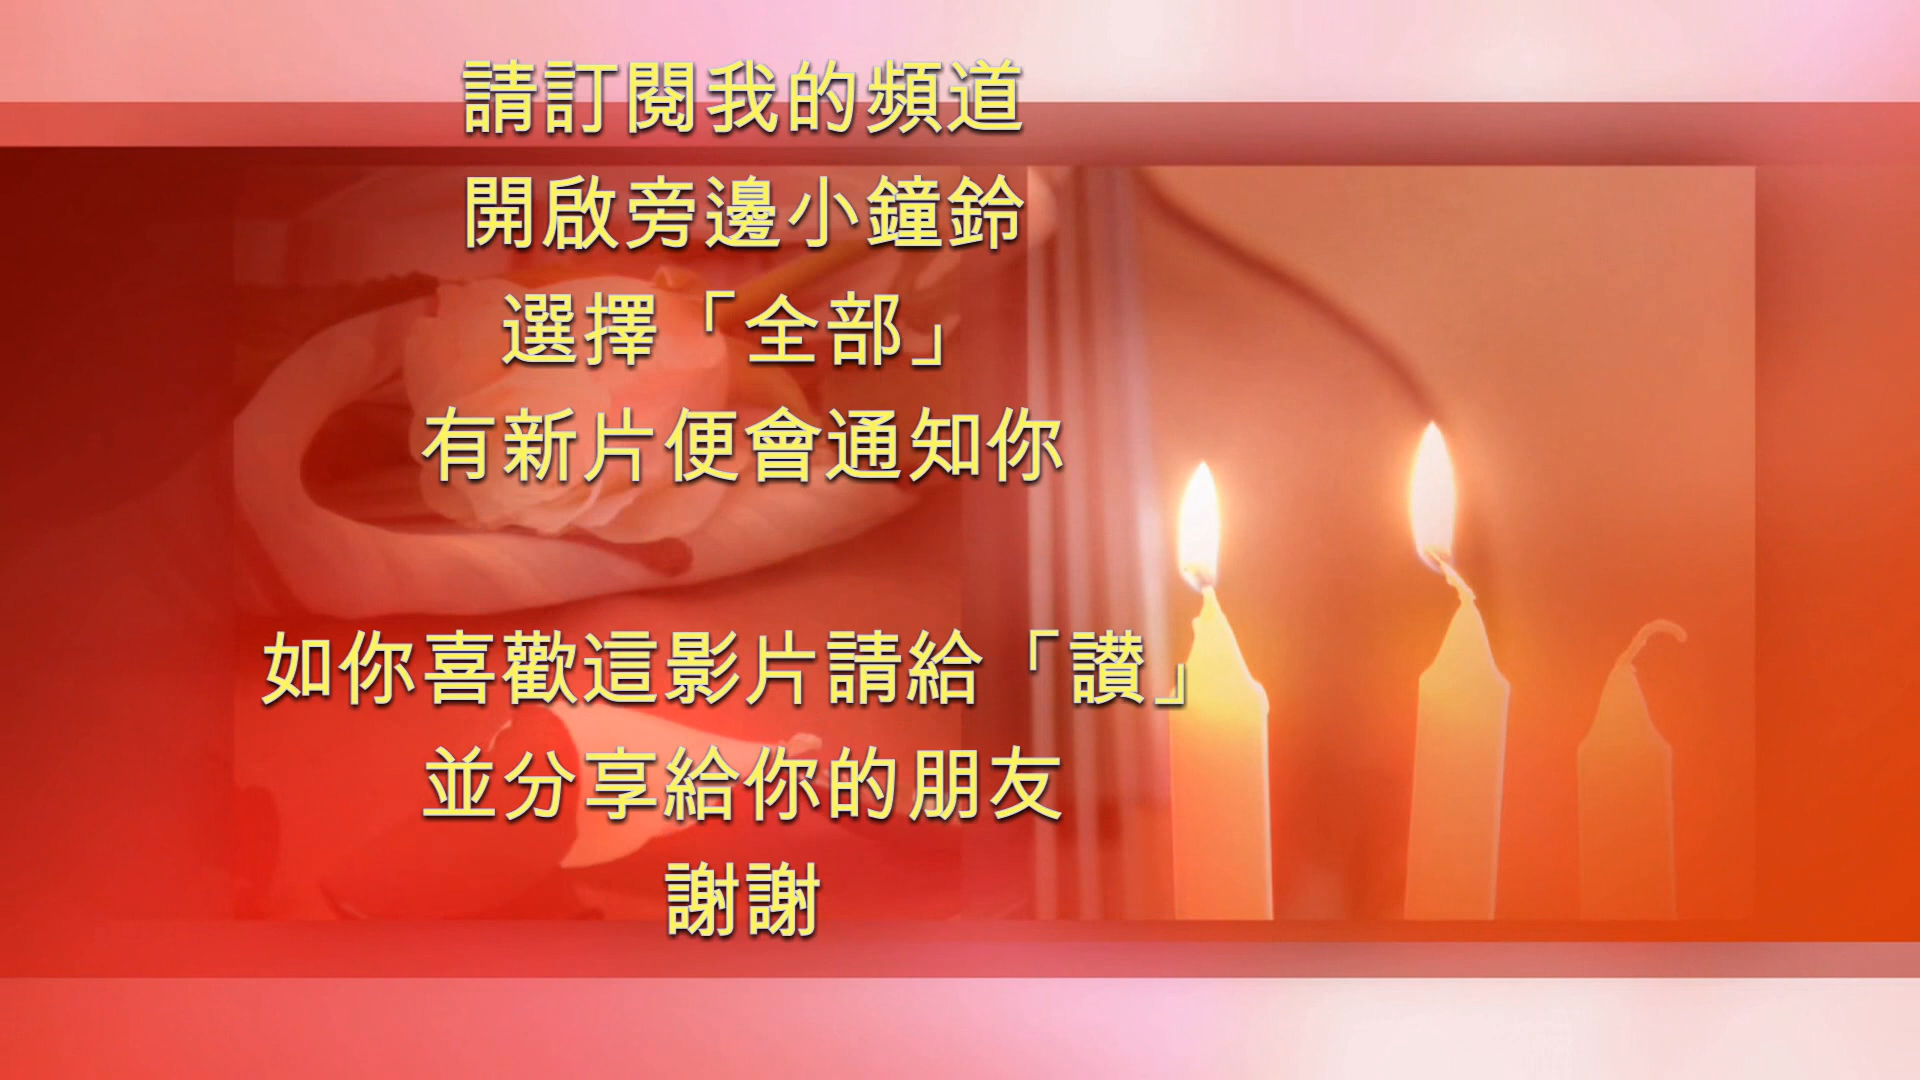 請訂閱我的頻道
開啟旁邊小鐘鈴
選擇「全部」
有新片便會通知你
如你喜歡這影片請給「讚」
並分享給你的朋友
謝謝